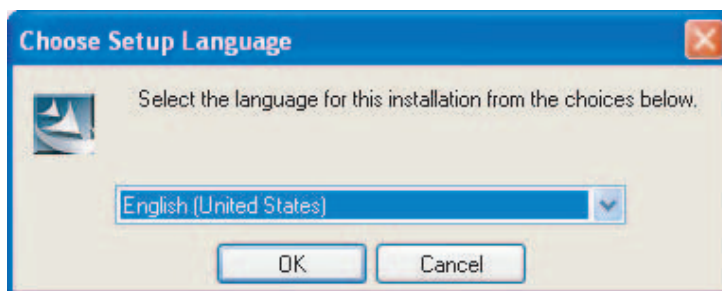 Choose Setup Language
Select the language for this installation from the choices below.
English (United States)
OK
Cancel